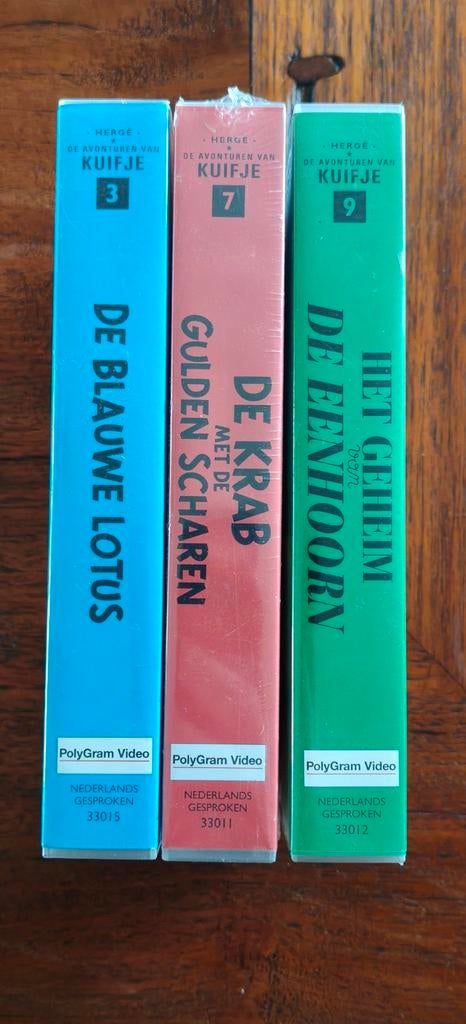 · HERGÉ ·
DE AVONTUREN VAN
KUIFJE
3
DE BLAUWE LOTUS
PolyGram Video
NEDERLANDS
GESPROKEN
33015
· HERGÉ ·
DE AVONTUREN VAN
KUIFJE
7
DE KRAB
MET DE
GULDEN SCHAREN
PolyGram Video
NEDERLANDS
GESPROKEN
33011
· HERGÉ ·
DE AVONTUREN VAN
KUIFJE
9
HET GEHEIM
van
DE EENHOORN
PolyGram Video
NEDERLANDS
GESPROKEN
33012